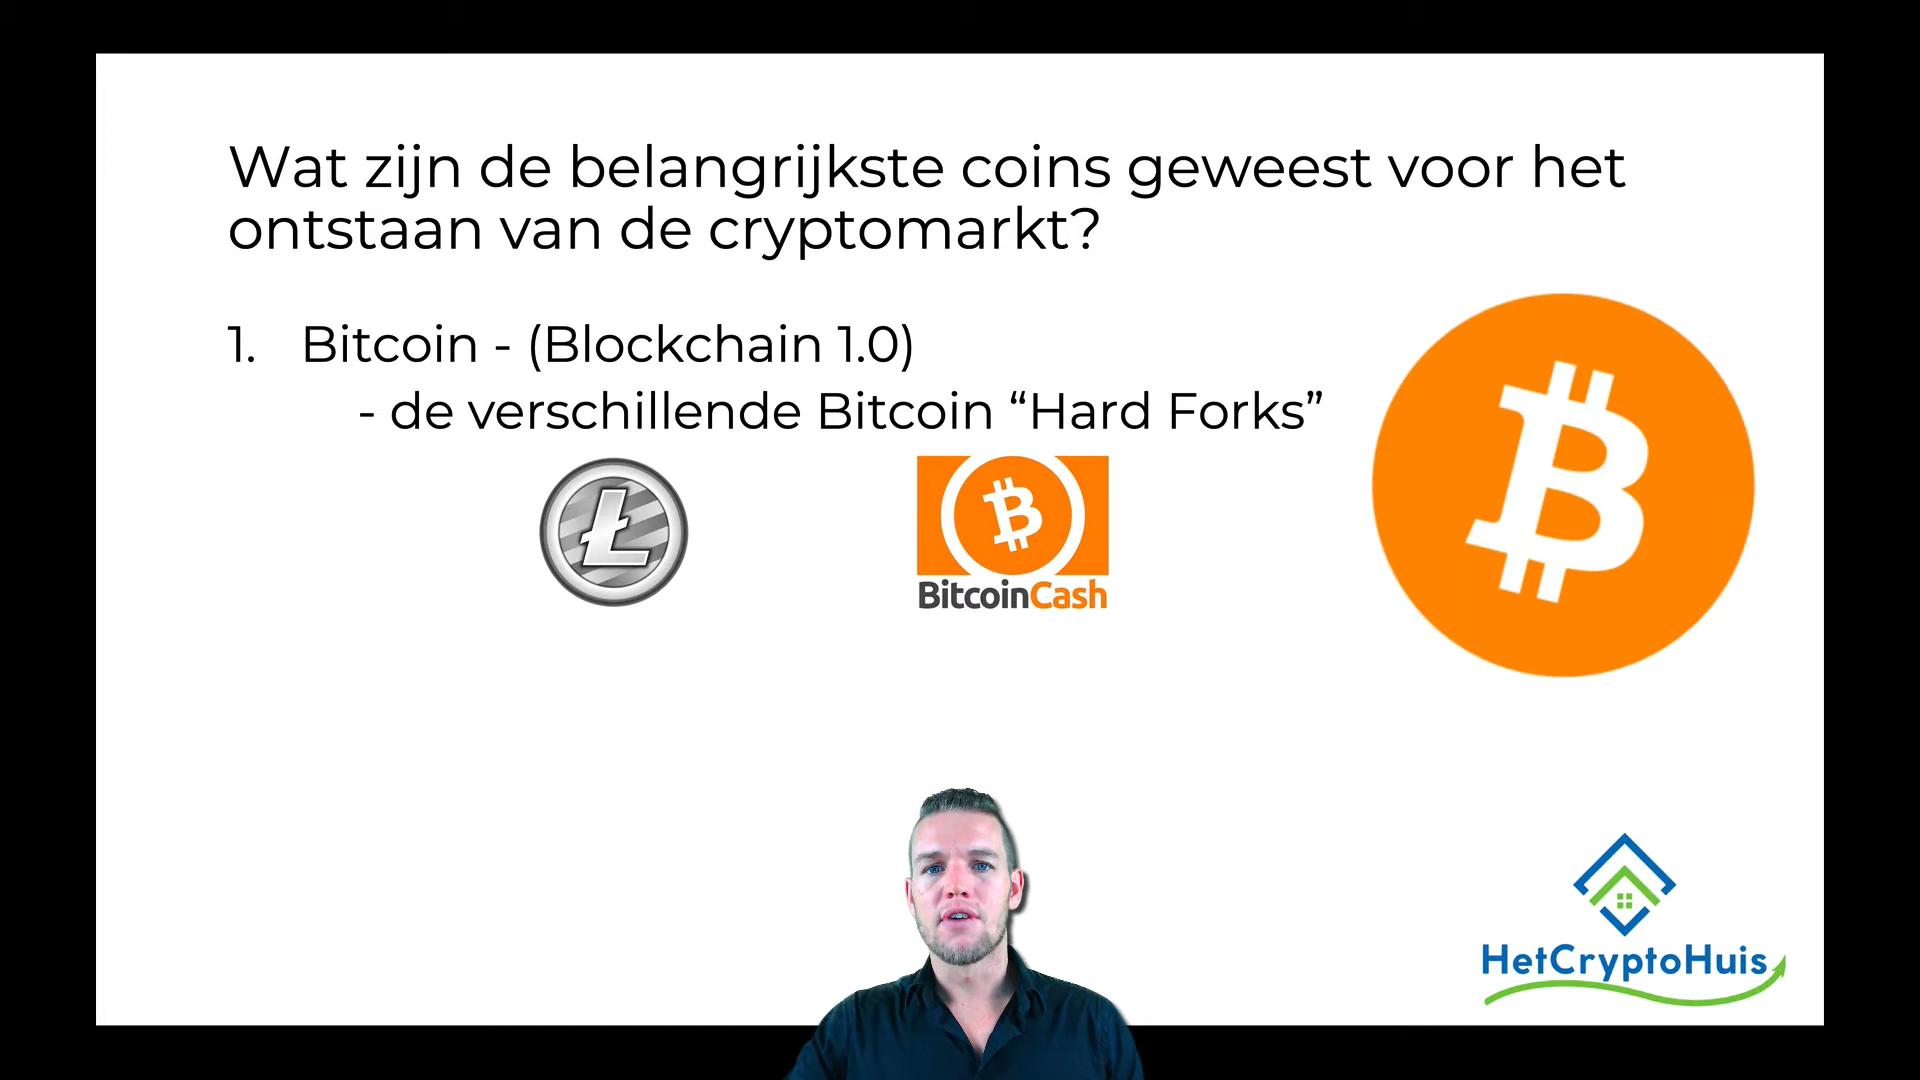 Wat zijn de belangrijkste coins geweest voor het
ontstaan van de cryptomarkt?
1. Bitcoin - (Blockchain 1.0)
- de verschillende Bitcoin “Hard Forks”
BitcoinCash
HetCryptoHuis